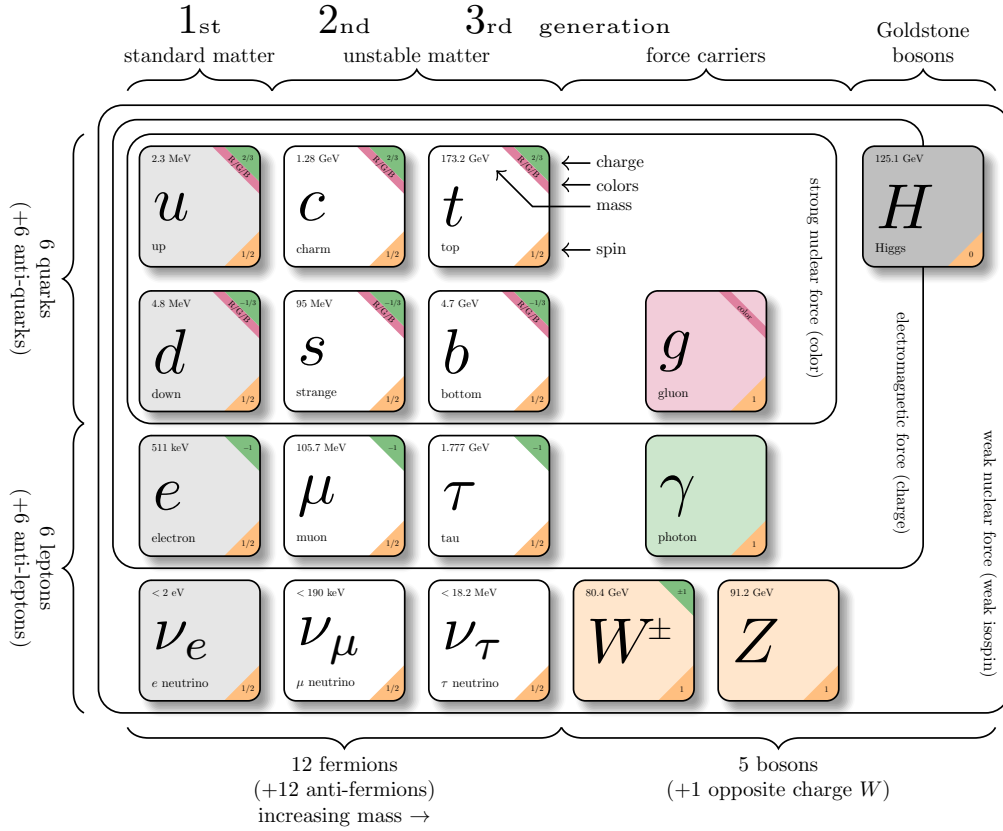 1st 2nd 3rd generation
Goldstone
bosons
standard matter unstable matter force carriers
6 quarks
(+6 anti-quarks)
2.3 MeV 2/3
R/G/B
u
up 1/2
1.28 GeV 2/3
R/G/B
c
charm 1/2
173.2 GeV 2/3
R/G/B
t
top 1/2
charge
colors
mass
spin
strong nuclear force (color)
125.1 GeV
H
Higgs 0
4.8 MeV −1/3
R/G/B
d
down 1/2
95 MeV −1/3
R/G/B
s
strange 1/2
4.7 GeV −1/3
R/G/B
b
bottom 1/2
color
g
gluon 1
electromagnetic force (charge)
6 leptons
(+6 anti-leptons)
511 keV −1
e
electron 1/2
105.7 MeV −1
μ
muon 1/2
1.777 GeV −1
τ
tau 1/2
γ
photon 1
weak nuclear force (weak isospin)
< 2 eV
νe
e neutrino 1/2
< 190 keV
νμ
μ neutrino 1/2
< 18.2 MeV
ντ
τ neutrino 1/2
80.4 GeV ±1
W±
1
91.2 GeV
Z
1
12 fermions
(+12 anti-fermions)
increasing mass →
5 bosons
(+1 opposite charge W)